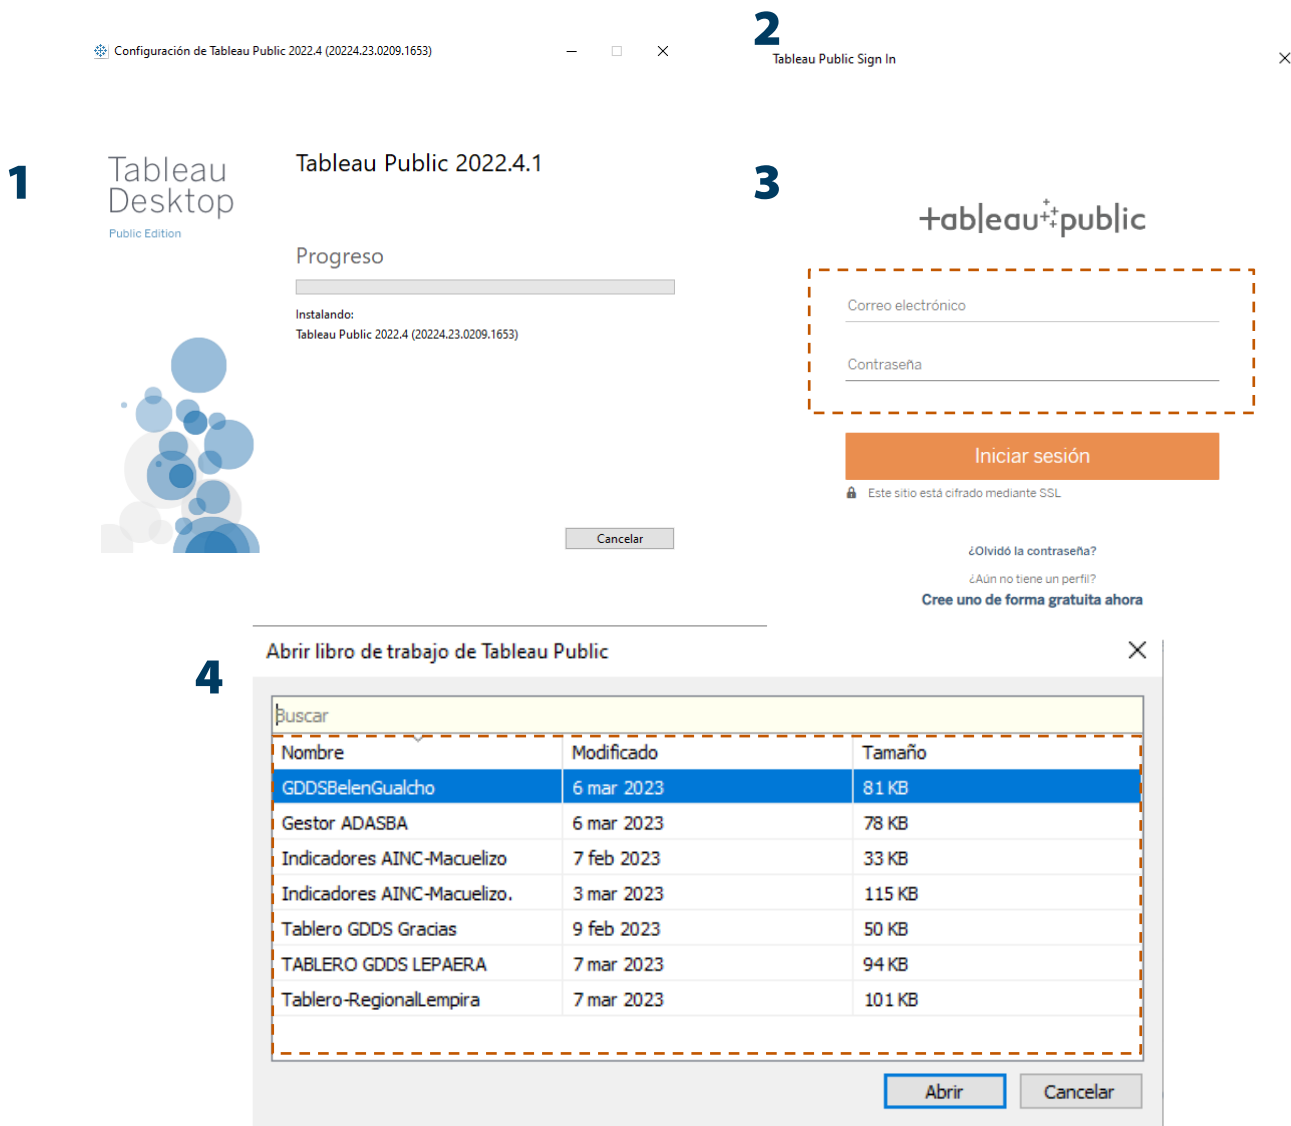 1
Configuración de Tableau Public 2022.4 (20224.23.0209.1653)
Tableau
Desktop
Public Edition
Tableau Public 2022.4.1
Progreso
Instalando:
Tableau Public 2022.4 (20224.23.0209.1653)
Cancelar
2
Tableau Public Sign In
3
+ableau public
Correo electrónico
Contraseña
Iniciar sesión
Este sitio está cifrado mediante SSL
¿Olvidó la contraseña?
¿Aún no tiene un perfil?
Cree uno de forma gratuita ahora
4
Abrir libro de trabajo de Tableau Public
Buscar
Nombre Modificado Tamaño
GDDSBelenGualcho 6 mar 2023 81 KB
Gestor ADASBA 6 mar 2023 78 KB
Indicadores AINC-Macuelizo 7 feb 2023 33 KB
Indicadores AINC-Macuelizo. 3 mar 2023 115 KB
Tablero GDDS Gracias 9 feb 2023 50 KB
TABLERO GDDS LEPAERA 7 mar 2023 94 KB
Tablero-RegionalLempira 7 mar 2023 101 KB
Abrir Cancelar